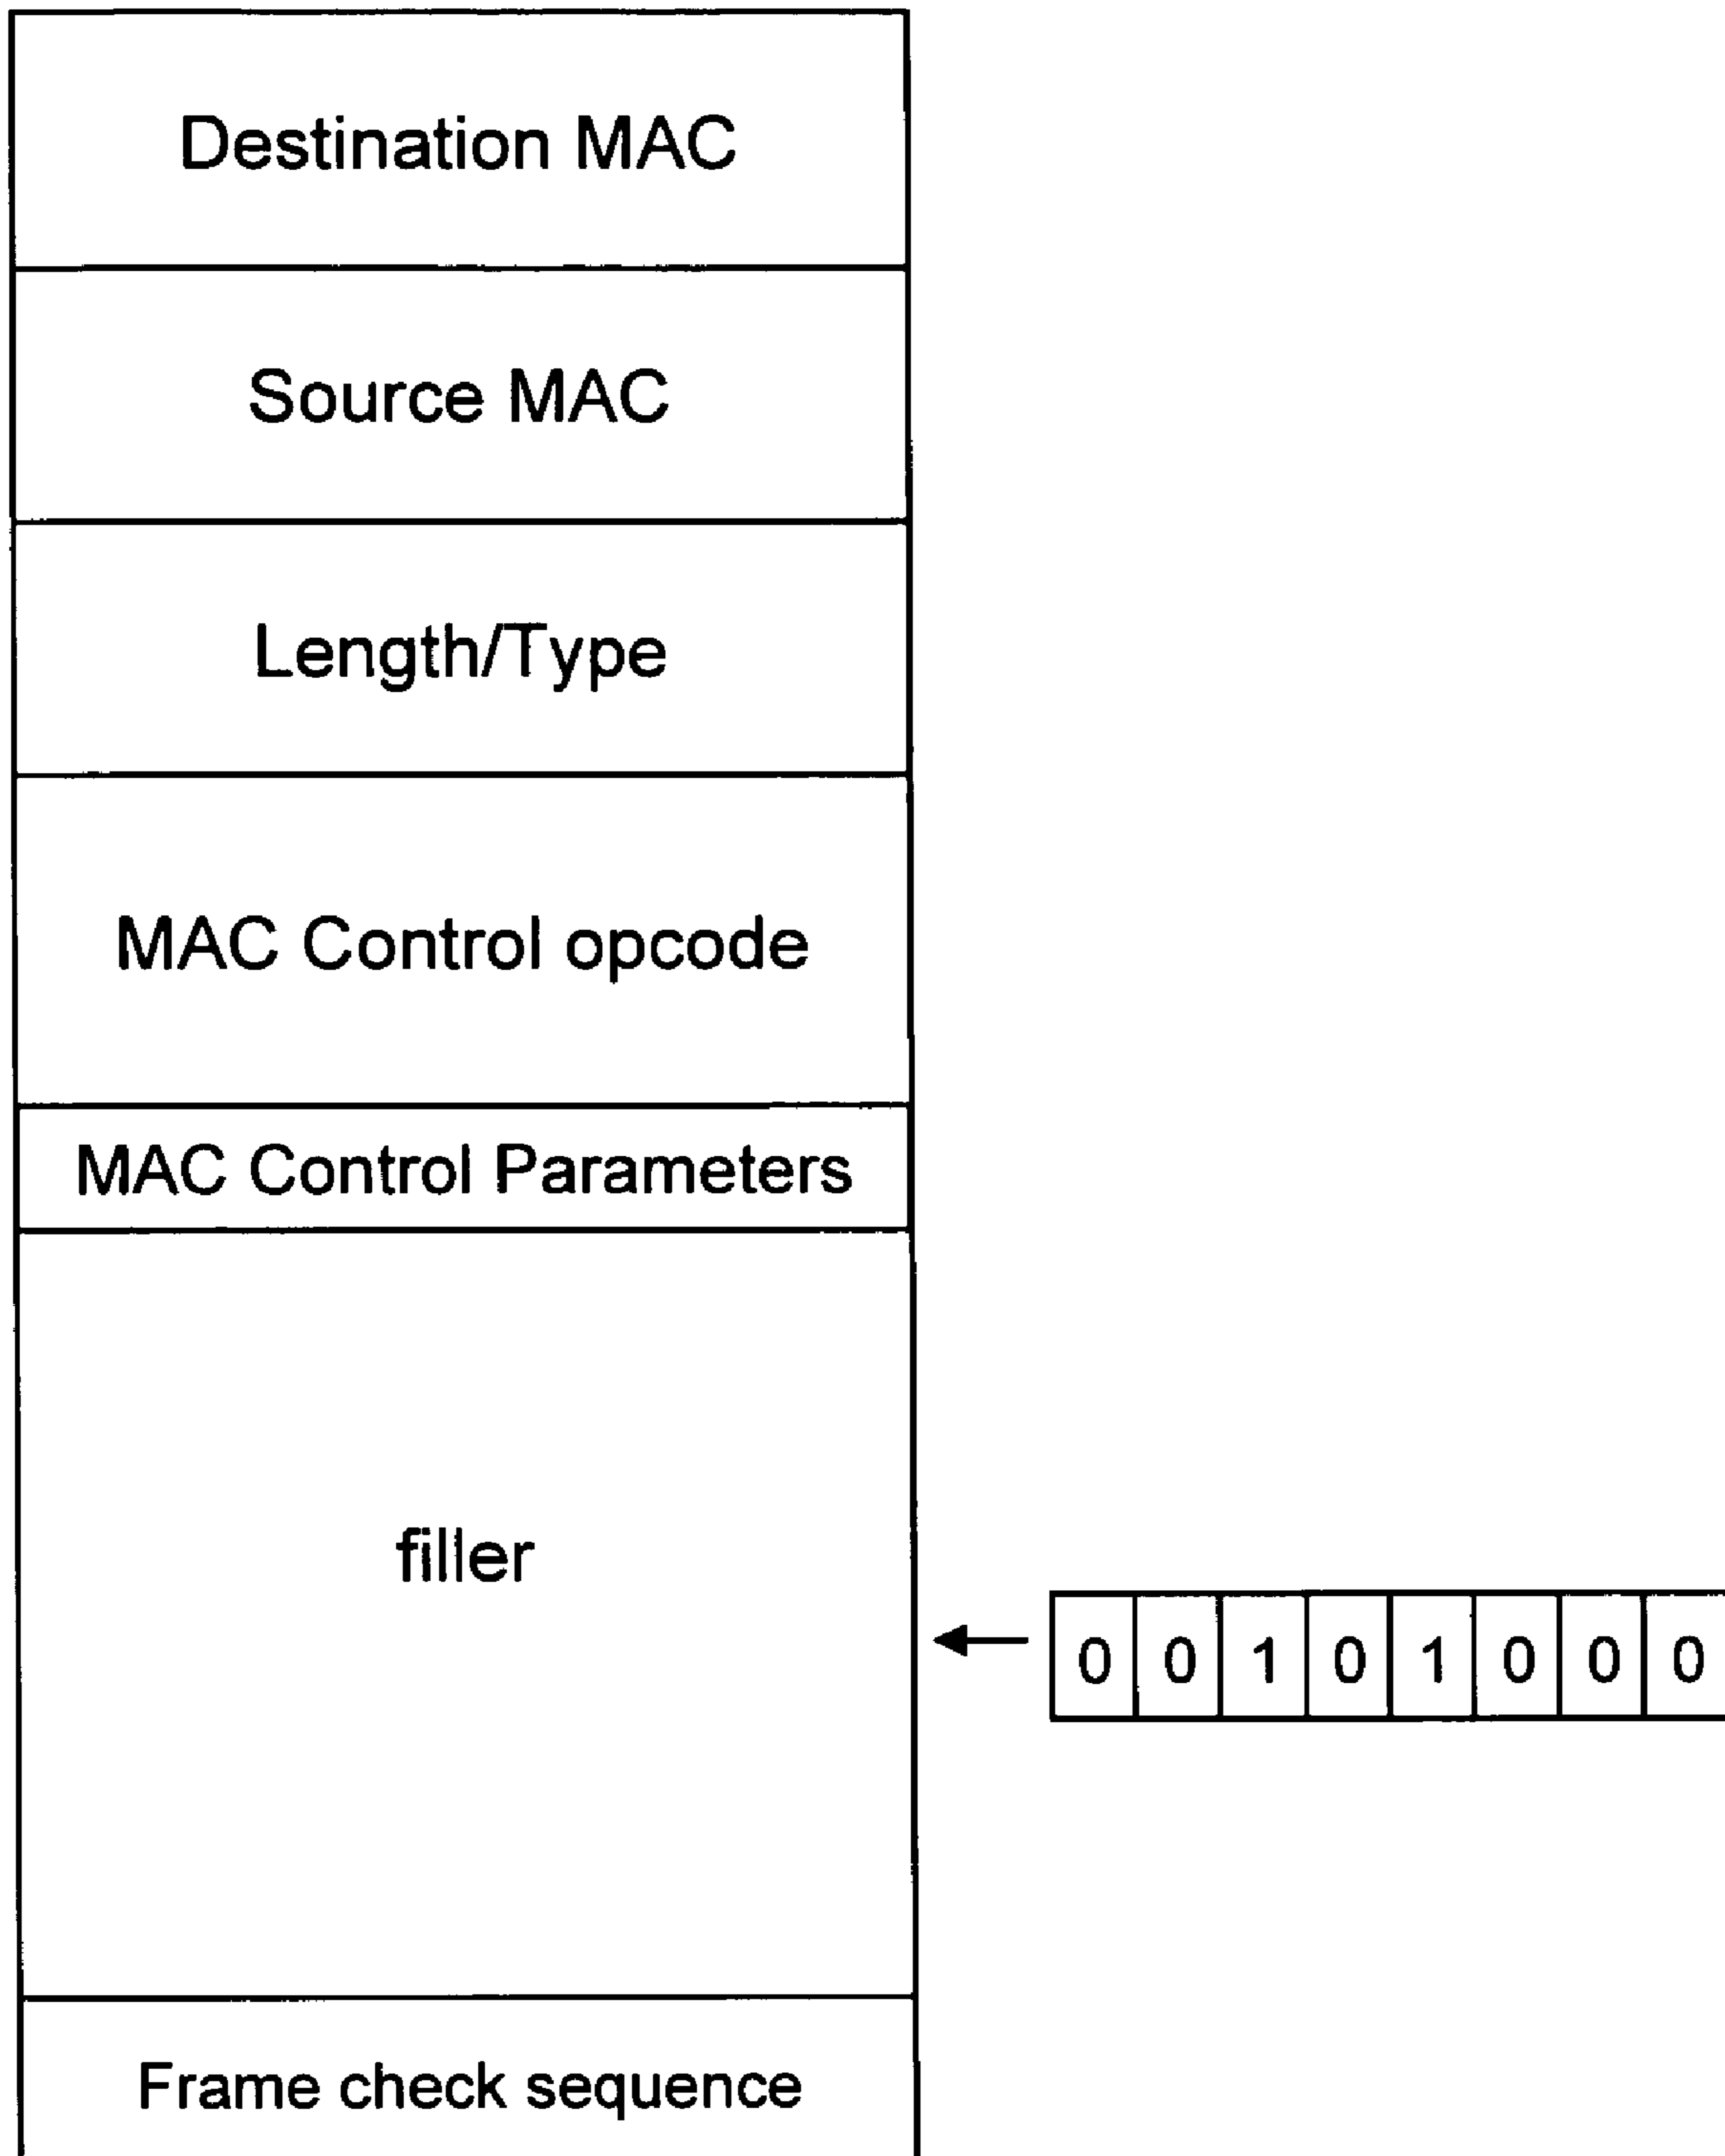 Destination MAC
Source MAC
Length/Type
MAC Control opcode
MAC Control Parameters
filler
0 0 1 0 1 0 0 0
Frame check sequence